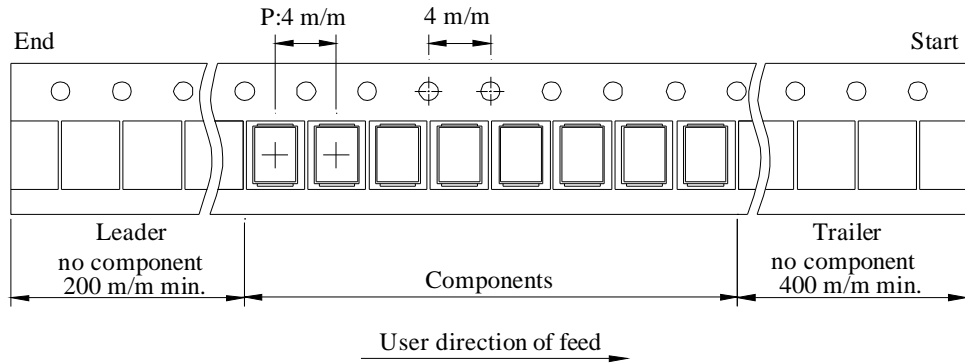 P:4 m/m
4 m/m
End
Start
Leader
no component
200 m/m min.
Components
Trailer
no component
400 m/m min.
User direction of feed